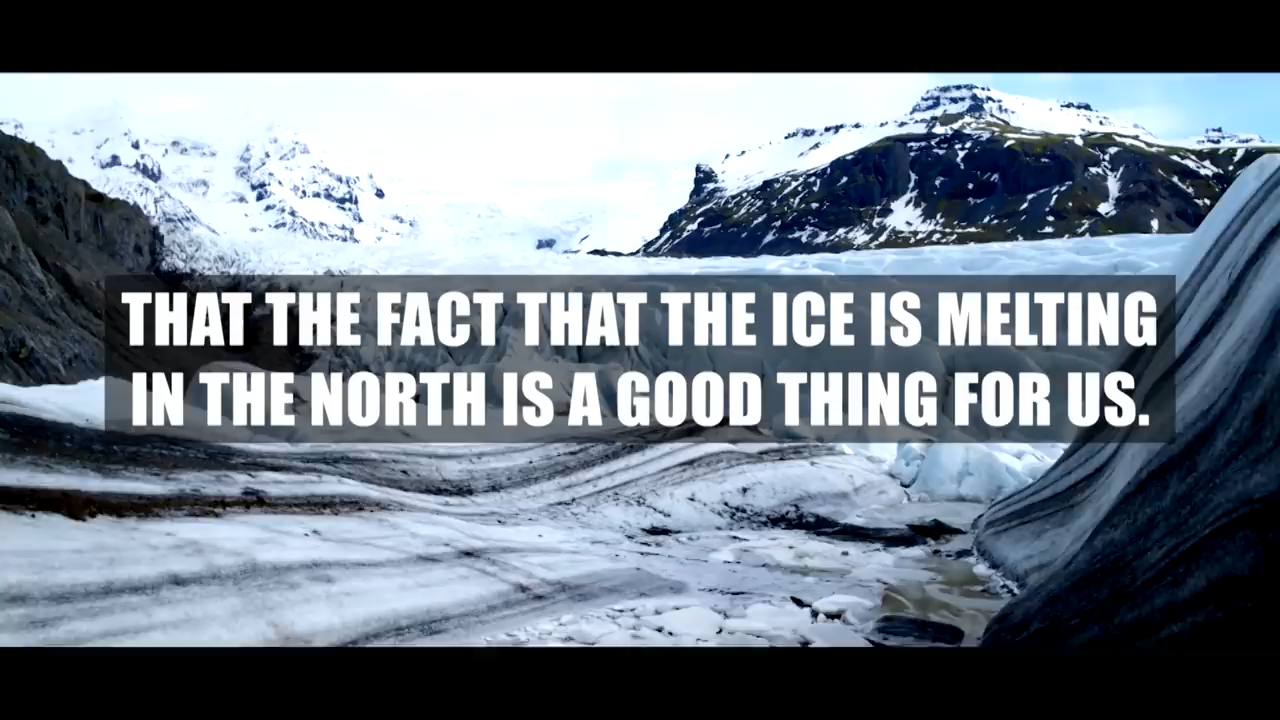 THAT THE FACT THAT THE ICE IS MELTING
IN THE NORTH IS A GOOD THING FOR US.